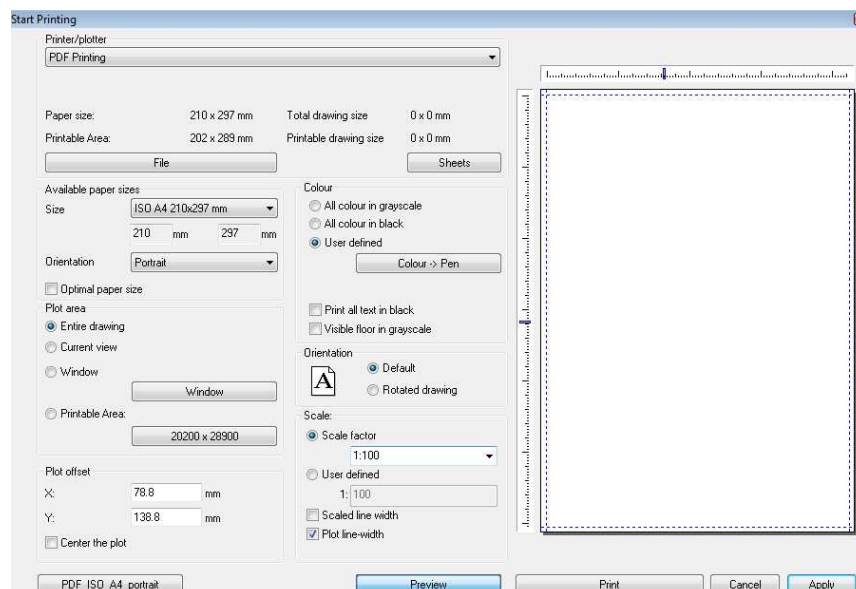 Start Printing
Printer/plotter
PDF Printing
Paper size: 210 x 297 mm Total drawing size 0 x 0 mm
Printable Area: 202 x 289 mm Printable drawing size 0 x 0 mm
File Sheets
Available paper sizes
Size ISO A4 210x297 mm
210 mm 297 mm
Orientation Portrait
Optimal paper size
Plot area
Entire drawing
Current view
Window
Window
Printable Area:
20200 x 28900
Plot offset
X: 78.8 mm
Y: 138.8 mm
Center the plot
Colour
All colour in grayscale
All colour in black
User defined
Colour -> Pen
Print all text in black
Visible floor in grayscale
Orientation
A
Default
Rotated drawing
Scale:
Scale factor
1:100
User defined
1: 100
Scaled line width
Plot line-width
PDF_ISO_A4_portrait Preview Print Cancel Apply